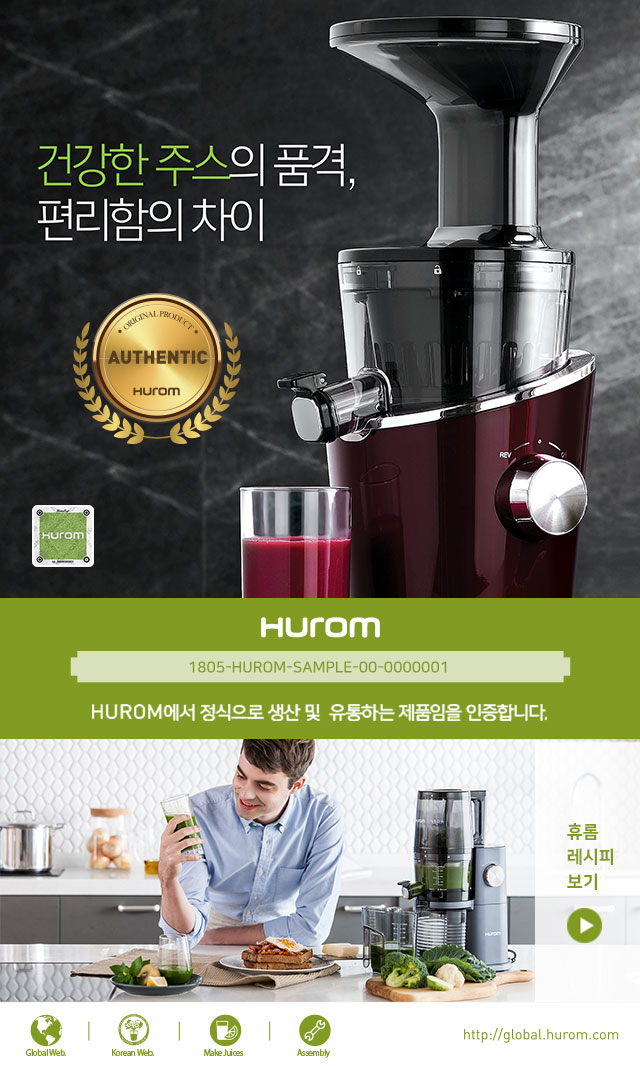 건강한 주스의 품격,
편리함의 차이
ORIGINAL PRODUCT
AUTHENTIC
HUROM
REV
HUROM
HUROM
1805-HUROM-SAMPLE-00-0000001
HUROM에서 정식으로 생산 및 유통하는 제품임을 인증합니다.
휴롬
레시피
보기
HUROM
Global Web.
Korean Web.
Make Juices
Assembly
http://global.hurom.com